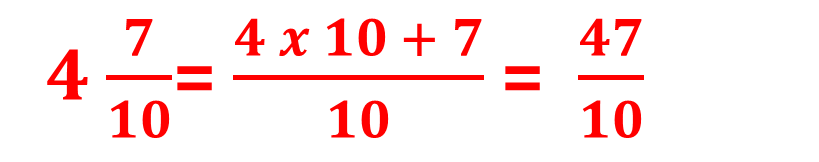 4 7/10 = (4 x 10 + 7)/10 = 47/10